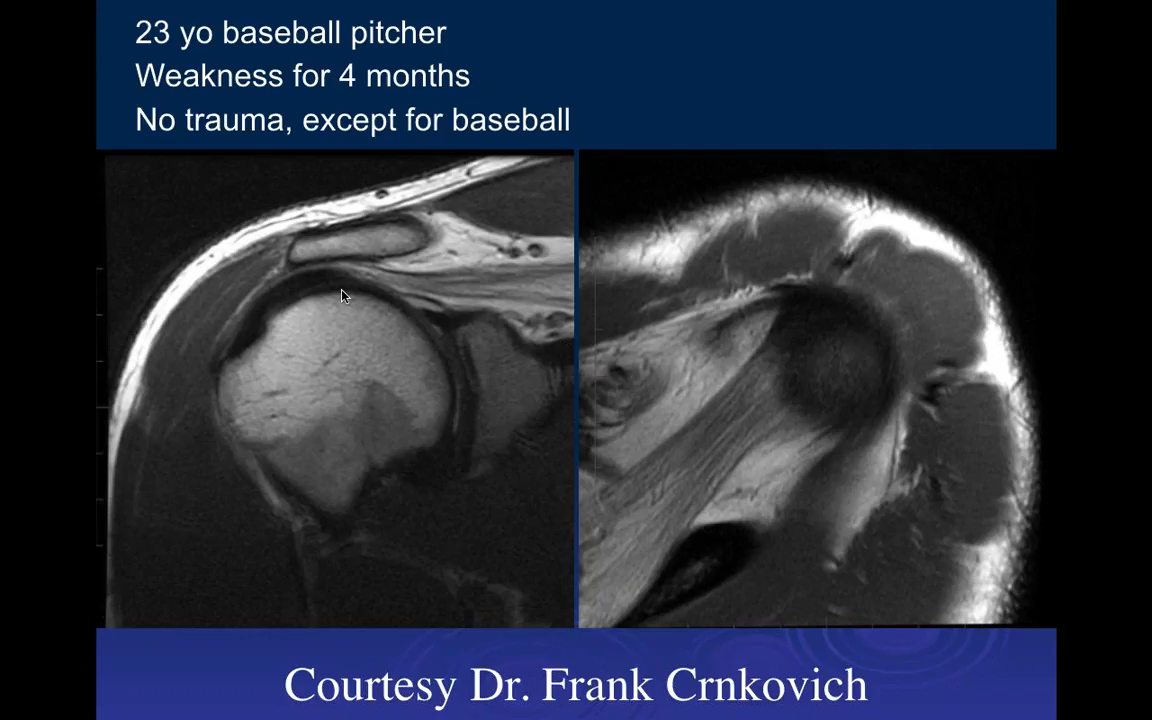 23 yo baseball pitcher
Weakness for 4 months
No trauma, except for baseball
Courtesy Dr. Frank Crnkovich